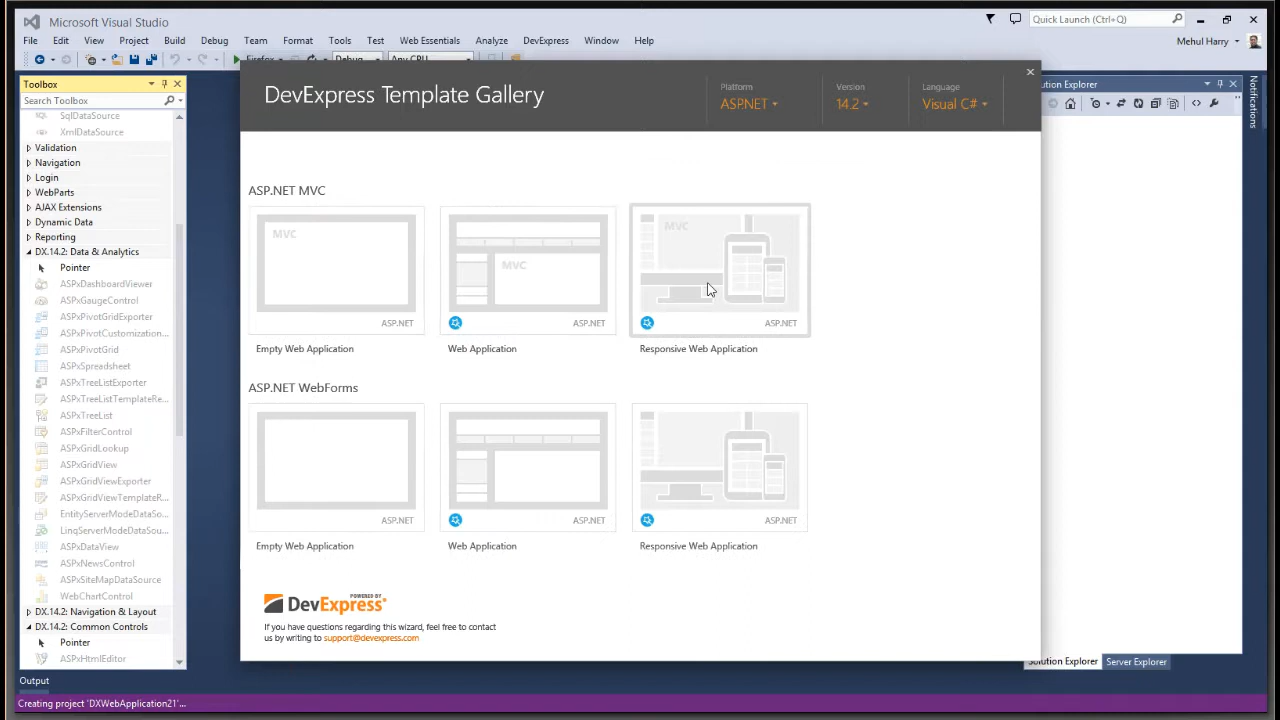 Microsoft Visual Studio
Quick Launch (Ctrl+Q)
File Edit View Project Build Debug Team Format Tools Test Web Essentials Analyze DevExpress Window Help
Mehul Harry
Firefox Debug Any CPU
Toolbox
Search Toolbox
SqlDataSource
XmlDataSource
Validation
Navigation
Login
WebParts
AJAX Extensions
Dynamic Data
Reporting
DX.14.2: Data & Analytics
Pointer
ASPxDashboardViewer
ASPxGaugeControl
ASPxPivotGridExporter
ASPxPivotCustomization...
ASPxPivotGrid
ASPxSpreadsheet
ASPxTreeListExporter
ASPxTreeListTemplateRe...
ASPxTreeList
ASPxFilterControl
ASPxGridLookup
ASPxGridView
ASPxGridViewExporter
ASPxGridViewTemplateR...
EntityServerModeDataSo...
LinqServerModeDataSou...
ASPxDataView
ASPxNewsControl
ASPxSiteMapDataSource
WebChartControl
DX.14.2: Navigation & Layout
DX.14.2: Common Controls
Pointer
ASPxHtmlEditor
Output
Creating project 'DXWebApplication21'...
DevExpress Template Gallery
Platform
ASP.NET
Version
14.2
Language
Visual C#
ASP.NET MVC
MVC
ASP.NET
Empty Web Application
MVC
ASP.NET
Web Application
MVC
ASP.NET
Responsive Web Application
ASP.NET WebForms
ASP.NET
Empty Web Application
ASP.NET
Web Application
ASP.NET
Responsive Web Application
POWERED BY
DevExpress
If you have questions regarding this wizard, feel free to contact
us by writing to support@devexpress.com
olution Explorer
Notifications
Solution Explorer Server Explorer